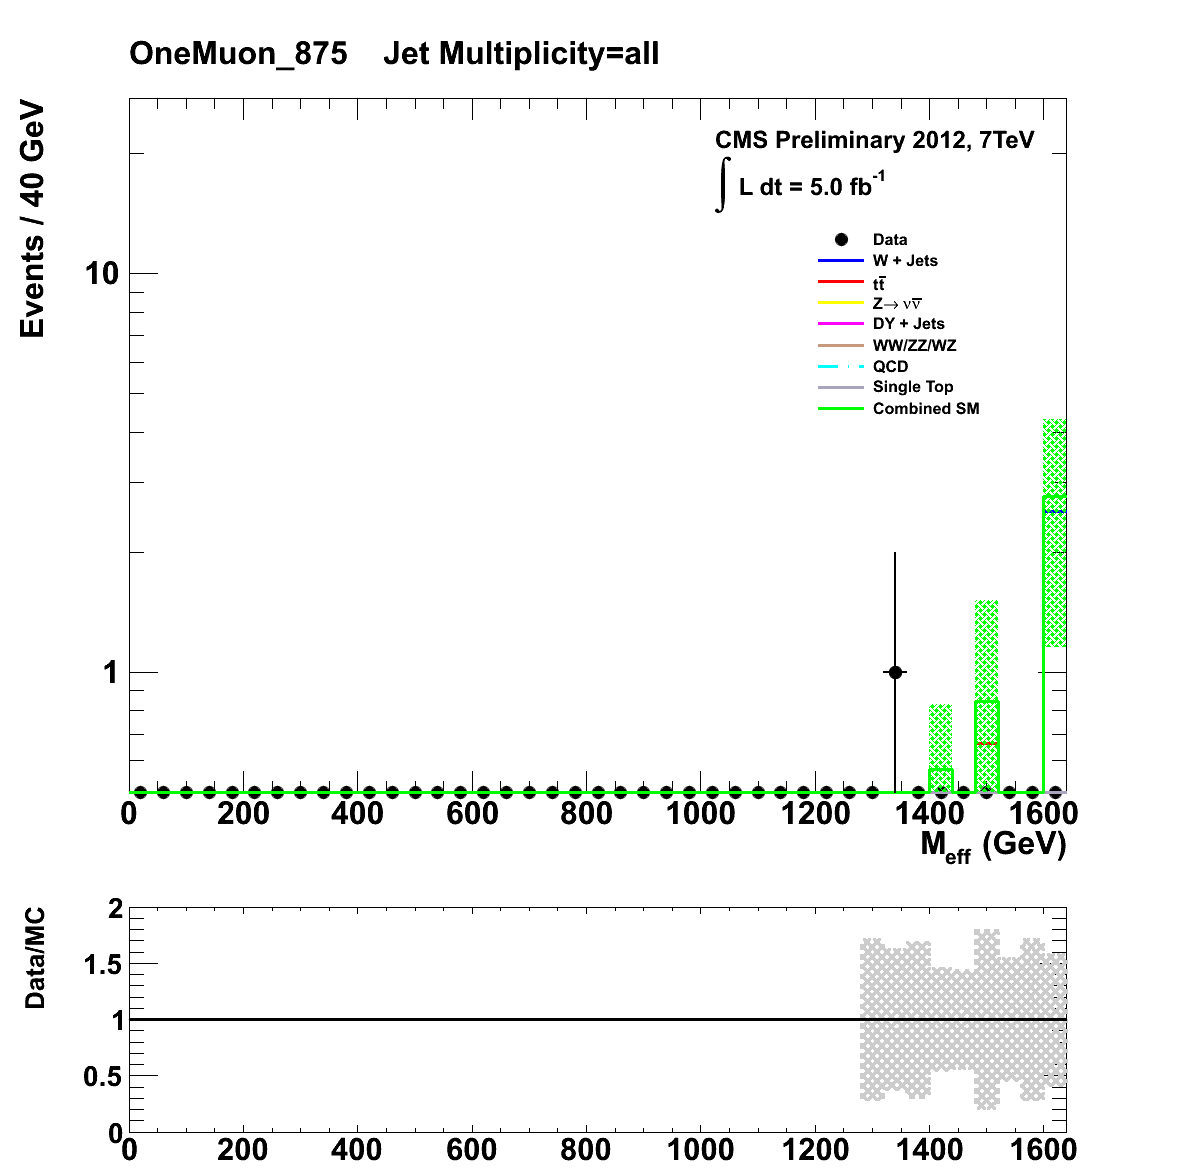 OneMuon_875 Jet Multiplicity=all
Events / 40 GeV
CMS Preliminary 2012, 7TeV
∫ L dt = 5.0 fb⁻¹
Data
W + Jets
tt̅
Z→ νν̅
DY + Jets
WW/ZZ/WZ
QCD
Single Top
Combined SM
10
1
0 200 400 600 800 1000 1200 1400 1600
M_eff (GeV)
Data/MC
2
1.5
1
0.5
0
0 200 400 600 800 1000 1200 1400 1600